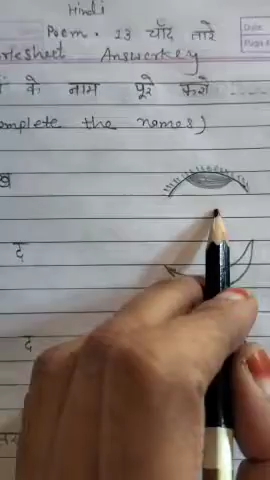 Hindi
Poem. 13 चाँद तारे
Worksheet Answerkey
के नाम पूरे करो .....
Complete the names)
ख
द
द